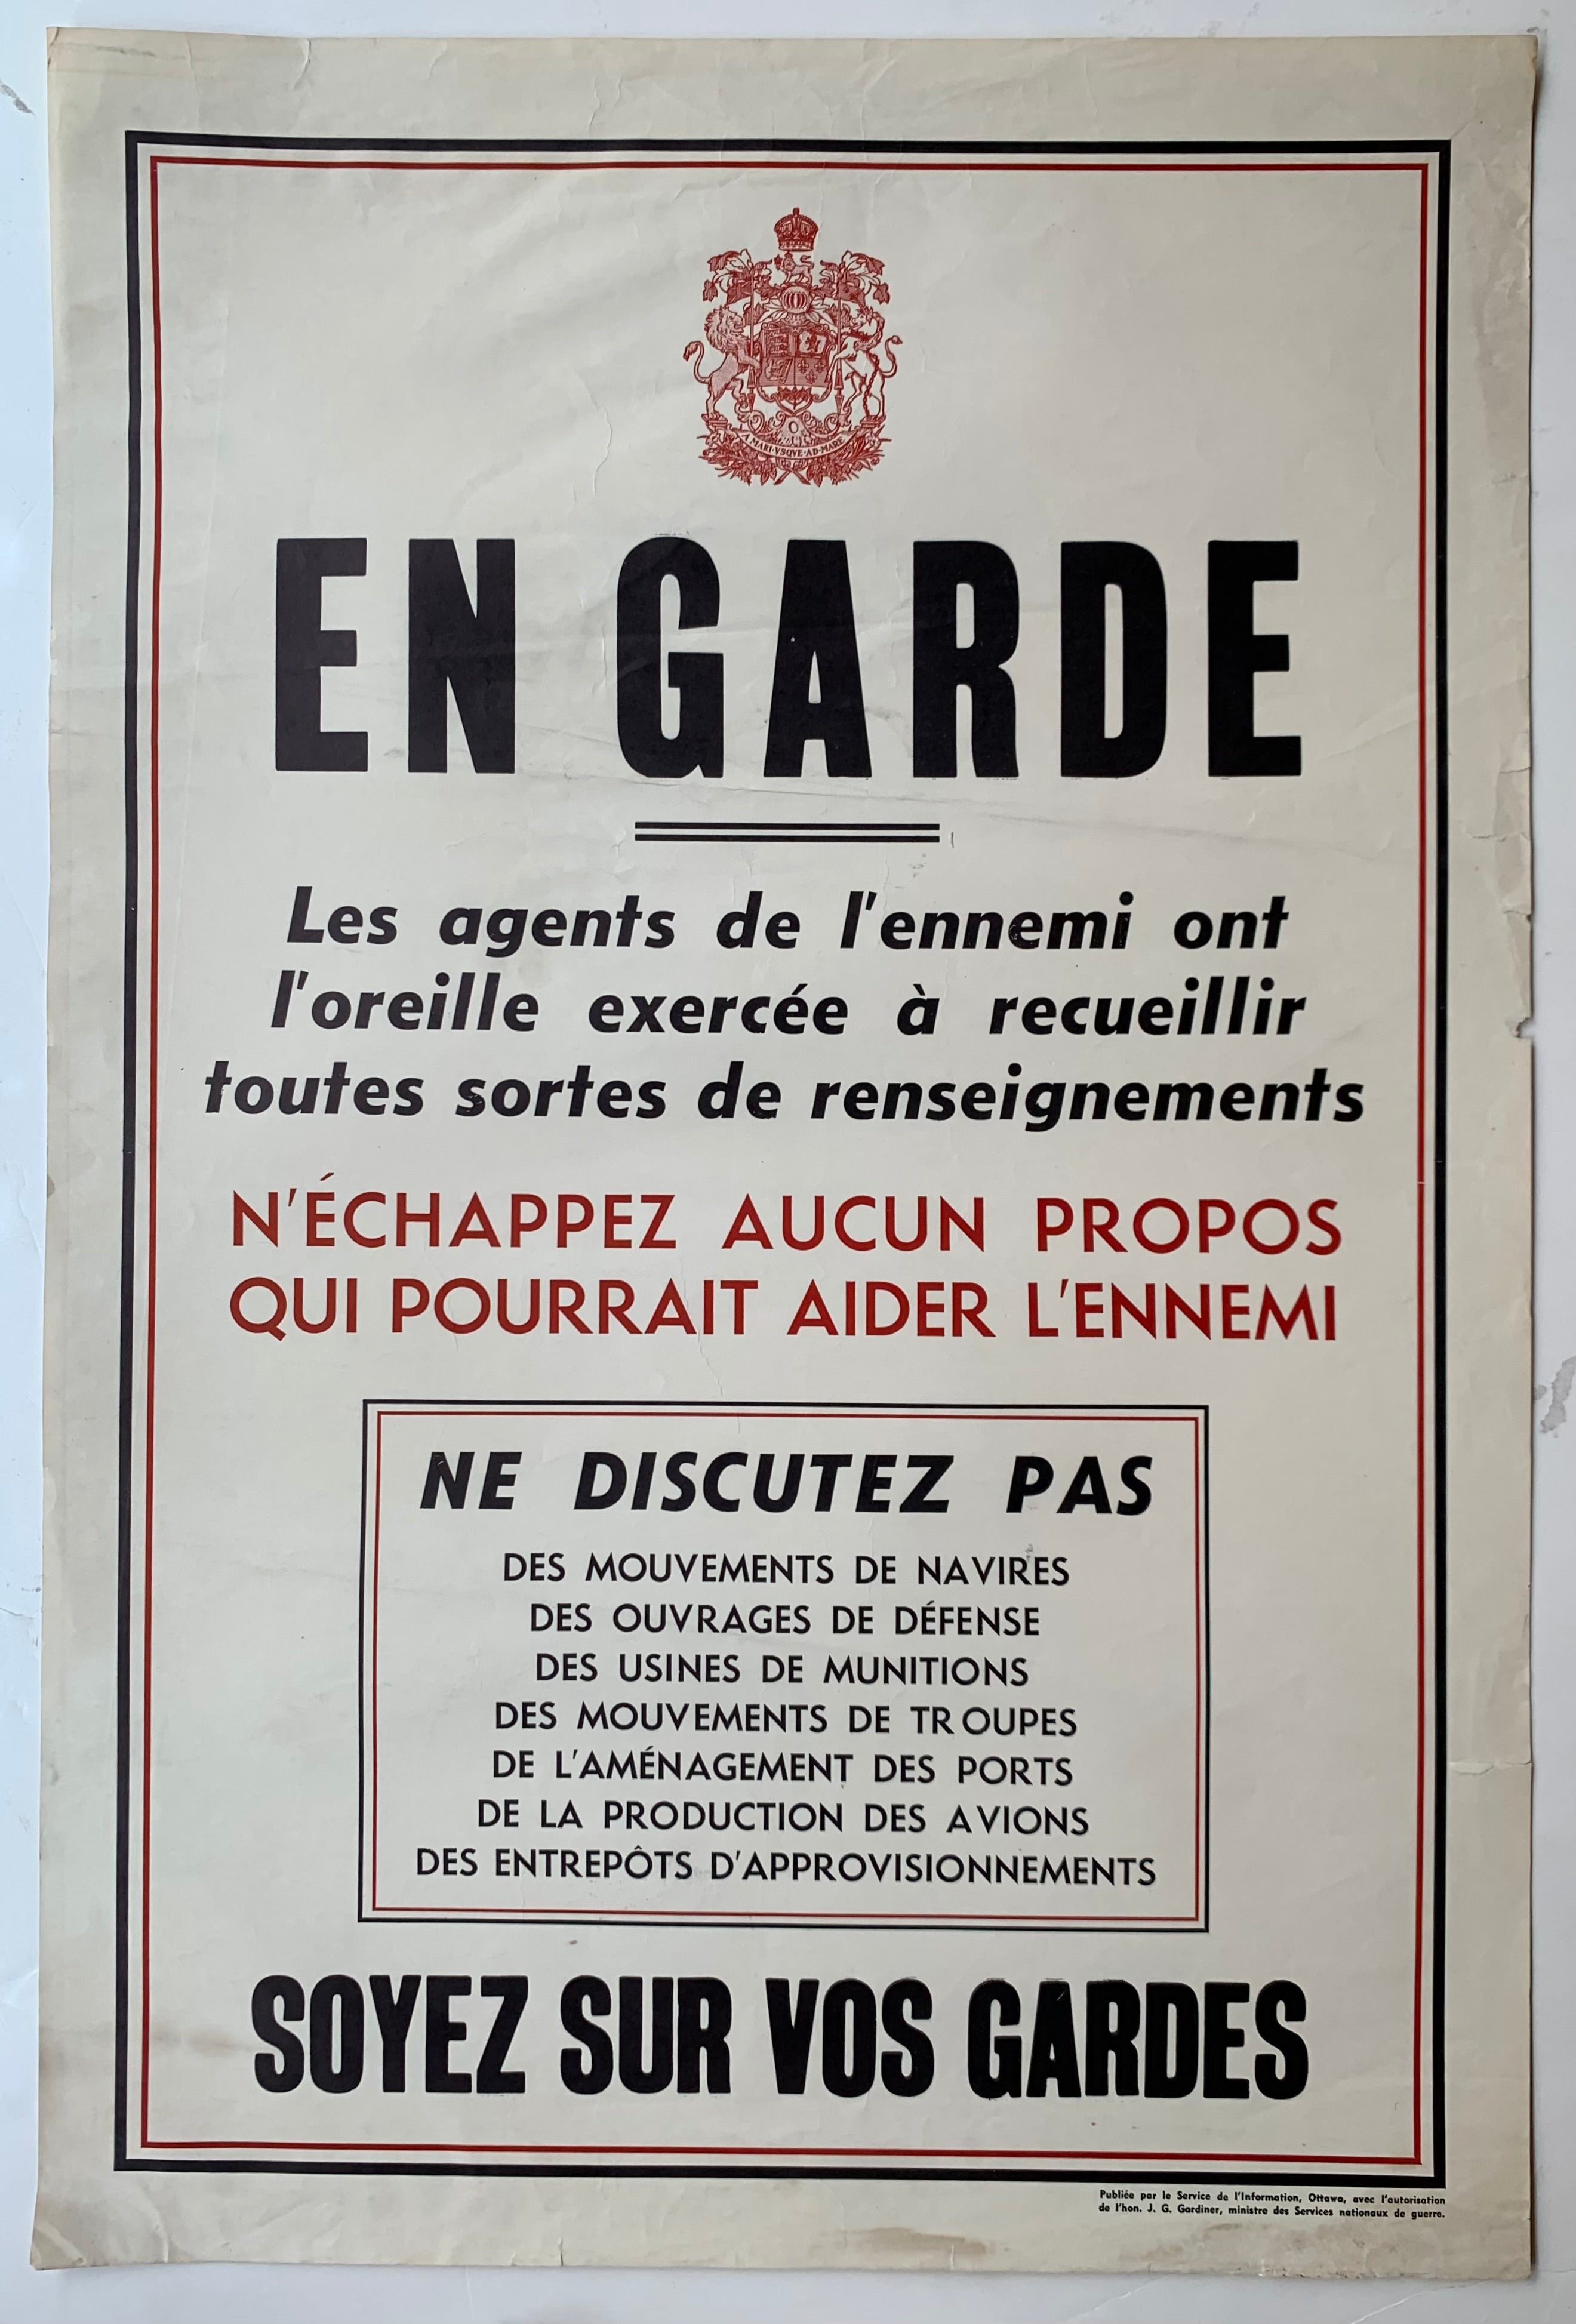 A MARI·VSQVE·AD·MARE
EN GARDE
Les agents de l'ennemi ont
l'oreille exercée à recueillir
toutes sortes de renseignements
N'ÉCHAPPEZ AUCUN PROPOS
QUI POURRAIT AIDER L'ENNEMI
NE DISCUTEZ PAS
DES MOUVEMENTS DE NAVIRES
DES OUVRAGES DE DÉFENSE
DES USINES DE MUNITIONS
DES MOUVEMENTS DE TROUPES
DE L'AMÉNAGEMENT DES PORTS
DE LA PRODUCTION DES AVIONS
DES ENTREPÔTS D'APPROVISIONNEMENTS
SOYEZ SUR VOS GARDES
Publiée par le Service de l'Information, Ottawa, avec l'autorisation
de l'hon. J. G. Gardiner, ministre des Services nationaux de guerre.